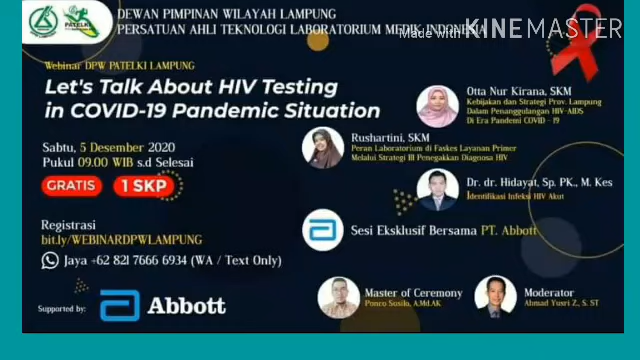 DEWAN PIMPINAN WILAYAH LAMPUNG
PERSATUAN AHLI TEKNOLOGI LABORATORIUM MEDIK INDONESIA
Made with KINEMASTER
PATELKI
Webinar DPW PATELKI LAMPUNG
Let's Talk About HIV Testing
in COVID-19 Pandemic Situation
Sabtu, 5 Desember 2020
Pukul 09.00 WIB s.d Selesai
GRATIS
1 SKP
Registrasi
bit.ly/WEBINARDPWLAMPUNG
Jaya +62 821 7666 6934 (WA / Text Only)
Supported by:
Abbott
Otta Nur Kirana, SKM
Kebijakan dan Strategi Prov. Lampung
Dalam Penanggulangan HIV-AIDS
Di Era Pandemi COVID - 19
Rushartini, SKM
Peran Laboratorium di Faskes Layanan Primer
Melalui Strategi III Penegakkan Diagnosa HIV
Dr. dr. Hidayat, Sp. PK., M. Kes
Identifikasi Infeksi HIV Akut
Sesi Eksklusif Bersama PT. Abbott
Master of Ceremony
Ponco Susilo, A.Md.AK
Moderator
Ahmad Yusri Z., S. ST